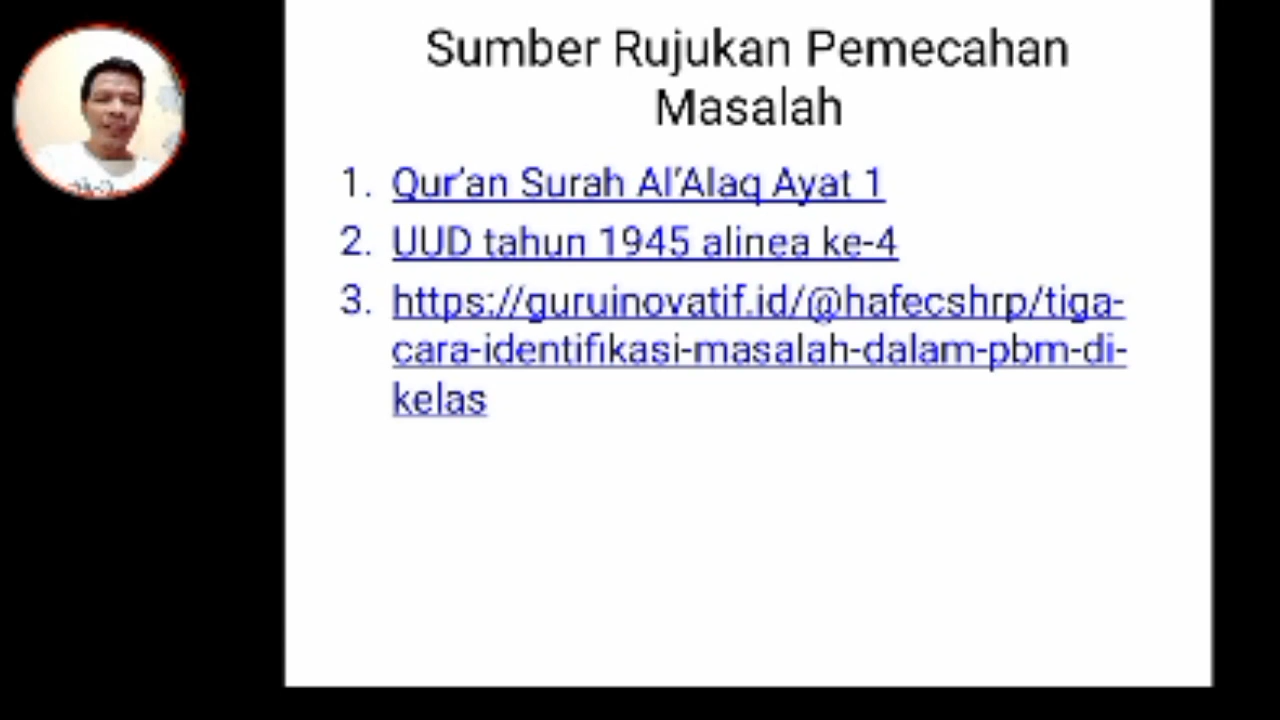 Sumber Rujukan Pemecahan
Masalah
1. Qur'an Surah Al'Alaq Ayat 1
2. UUD tahun 1945 alinea ke-4
3. https://guruinovatif.id/@hafecshrp/tiga-
cara-identifikasi-masalah-dalam-pbm-di-
kelas